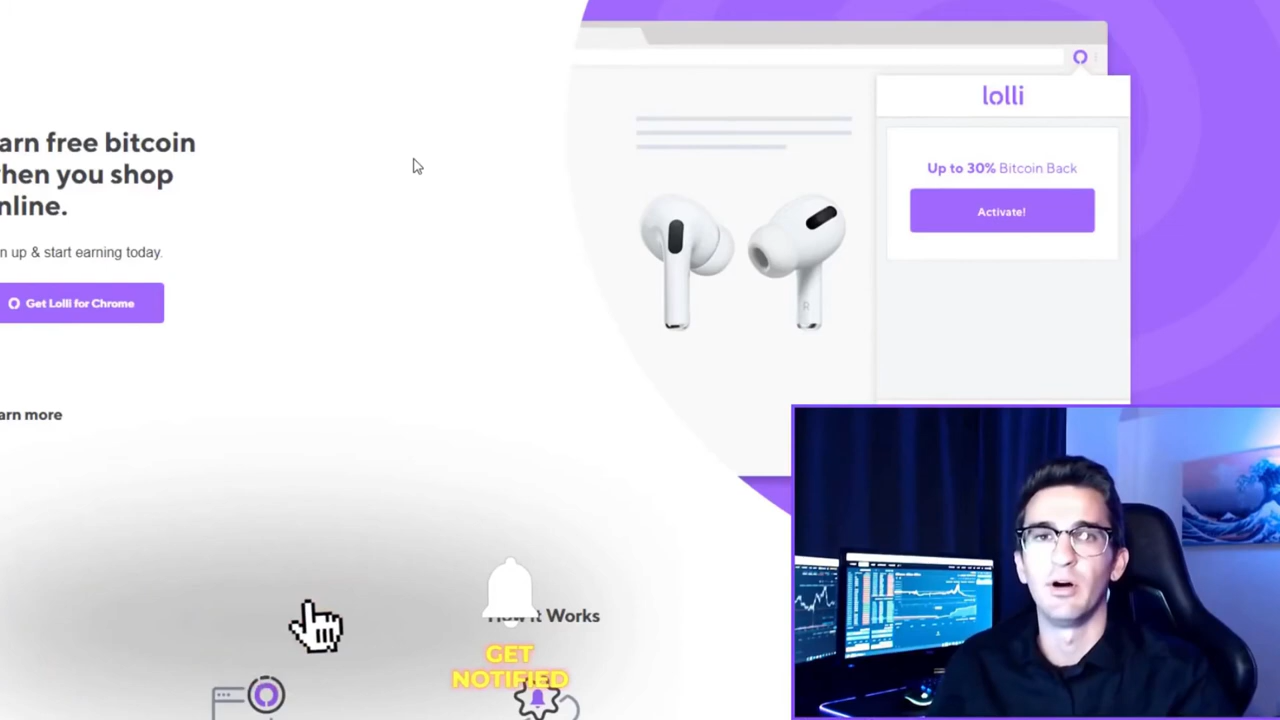 arn free bitcoin
hen you shop
nline.
n up & start earning today.
Get Lolli for Chrome
arn more
lolli
Up to 30% Bitcoin Back
Activate!
R
How it Works
GET
NOTIFIED